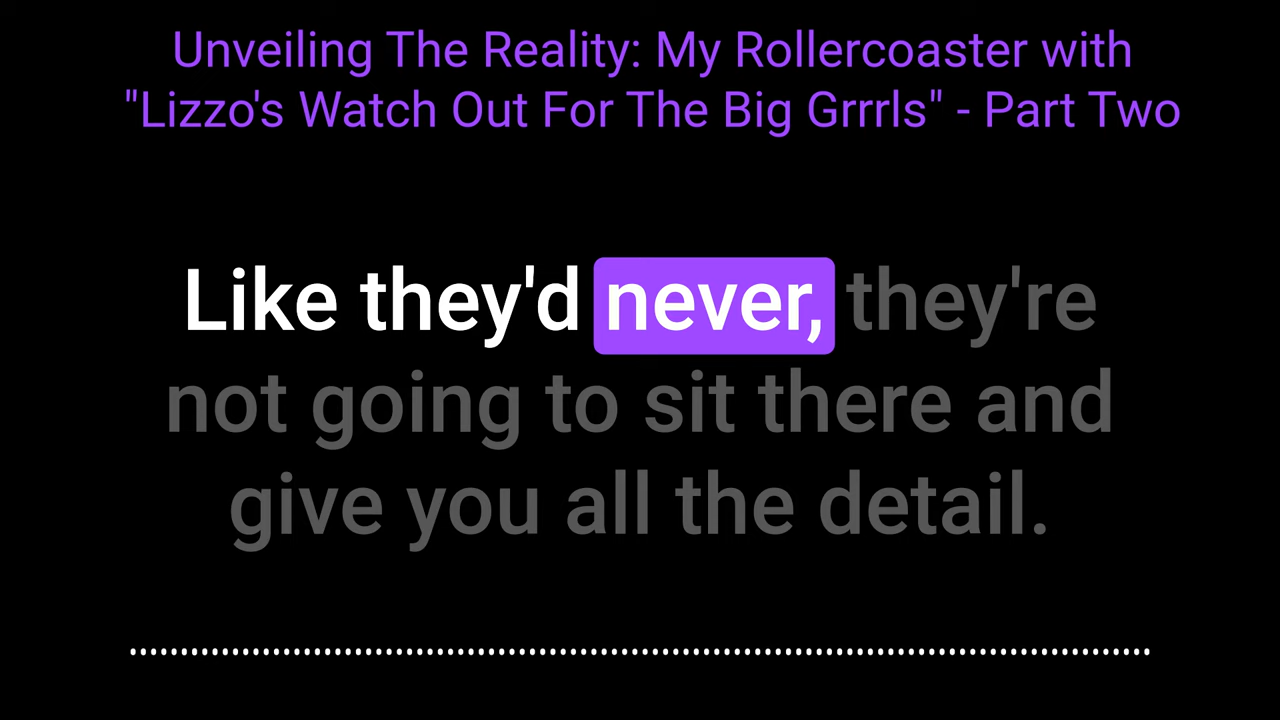 Unveiling The Reality: My Rollercoaster with
"Lizzo's Watch Out For The Big Grrrls" - Part Two
Like they'd never, they're
not going to sit there and
give you all the detail.